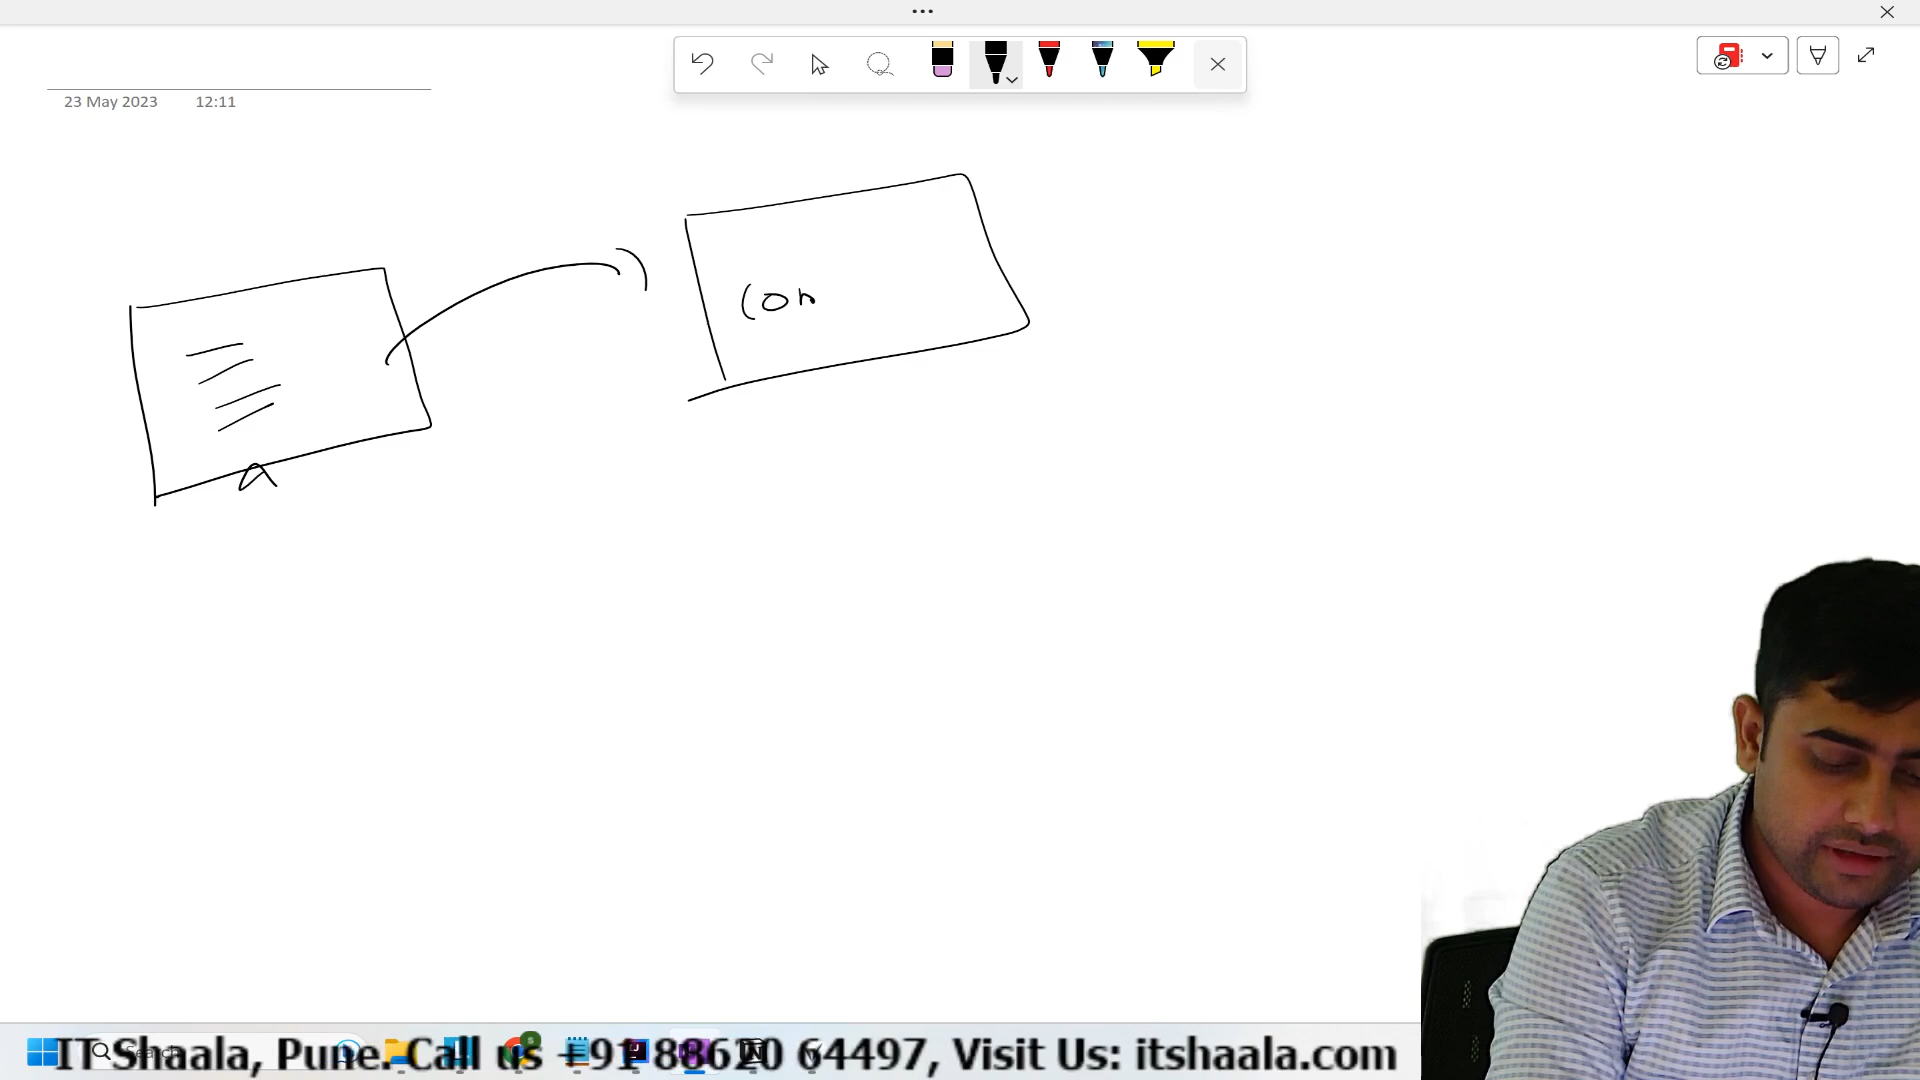 23 May 2023 12:11
Con
IT Shaala, Pune. Call us +91 88620 64497, Visit Us: itshaala.com